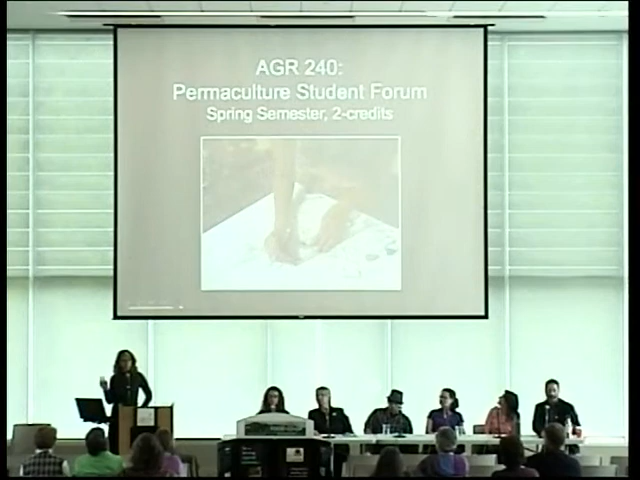 AGR 240:
Permaculture Student Forum
Spring Semester, 2-credits